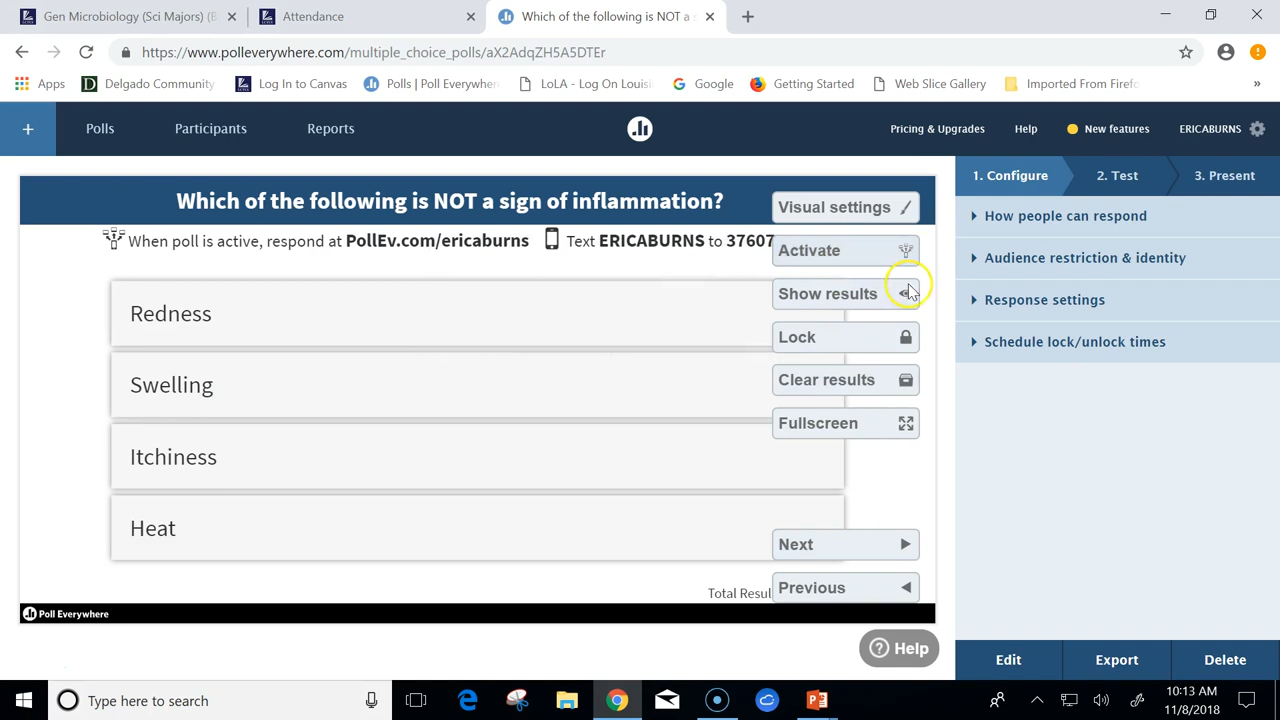 Gen Microbiology (Sci Majors) (B
Attendance
Which of the following is NOT a s
https://www.polleverywhere.com/multiple_choice_polls/aX2AdqZH5A5DTEr
Apps
Delgado Community
Log In to Canvas
Polls | Poll Everywhere
LoLA - Log On Louisi
Google
Getting Started
Web Slice Gallery
Imported From Firefo
+
Polls
Participants
Reports
Pricing & Upgrades
Help
New features
ERICABURNS
1. Configure
2. Test
3. Present
Which of the following is NOT a sign of inflammation?
Visual settings
How people can respond
When poll is active, respond at PollEv.com/ericaburns
Text ERICABURNS to 37607
Activate
Audience restriction & identity
Show results
Response settings
Redness
Lock
Schedule lock/unlock times
Swelling
Clear results
Fullscreen
Itchiness
Heat
Next
Previous
Total Resul
Poll Everywhere
Help
Edit
Export
Delete
Type here to search
10:13 AM
11/8/2018